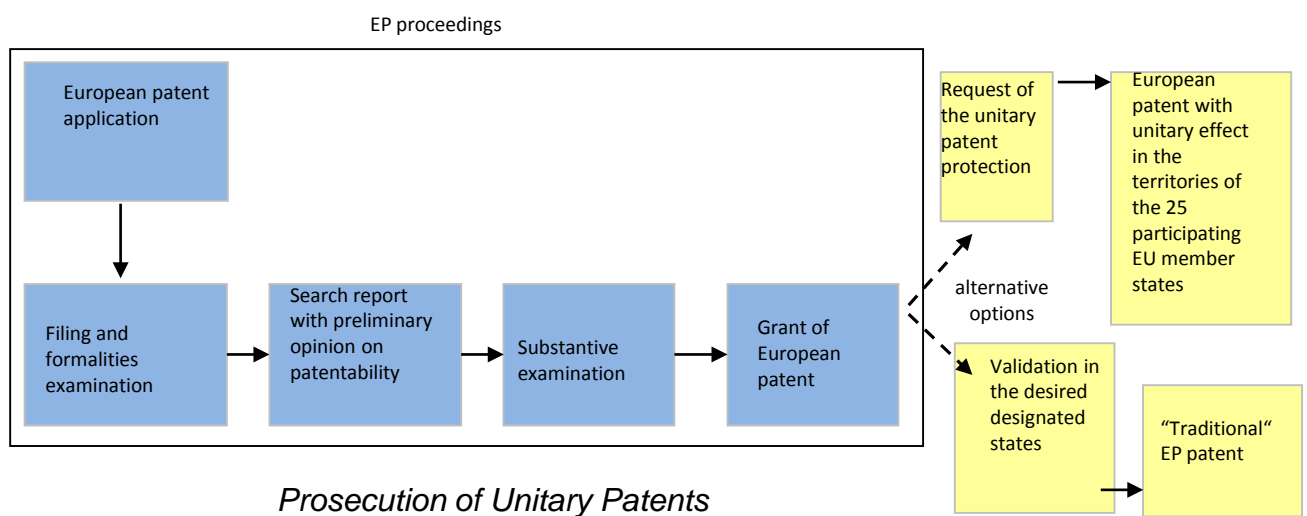 EP proceedings
European patent
application
Filing and
formalities
examination
Search report
with preliminary
opinion on
patentability
Substantive
examination
Grant of
European
patent
alternative
options
Request of
the unitary
patent
protection
European
patent with
unitary effect
in the
territories of
the 25
participating
EU member
states
Validation in
the desired
designated
states
“Traditional“
EP patent
Prosecution of Unitary Patents